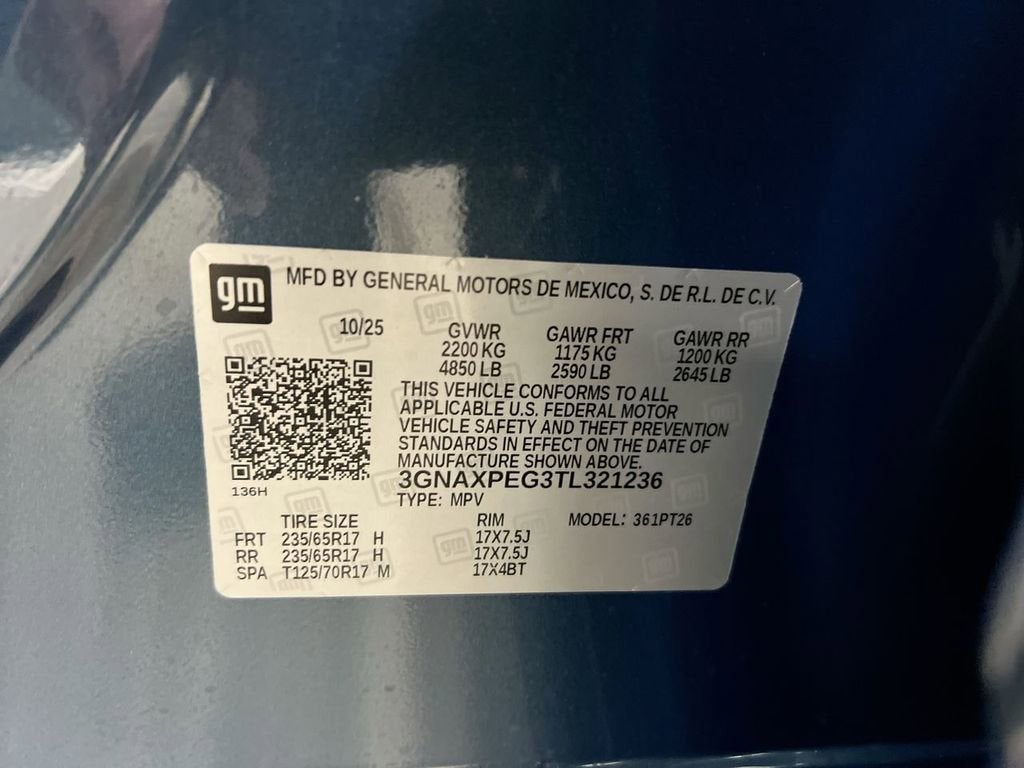 gm MFD BY GENERAL MOTORS DE MEXICO, S. DE R.L. DE C.V.
10/25 GVWR GAWR FRT GAWR RR
2200 KG 1175 KG 1200 KG
4850 LB 2590 LB 2645 LB
THIS VEHICLE CONFORMS TO ALL
APPLICABLE U.S. FEDERAL MOTOR
VEHICLE SAFETY AND THEFT PREVENTION
STANDARDS IN EFFECT ON THE DATE OF
MANUFACTURE SHOWN ABOVE.
3GNAXPEG3TL321236
136H
TYPE: MPV
TIRE SIZE RIM MODEL: 361PT26
FRT 235/65R17 H 17X7.5J
RR 235/65R17 H 17X7.5J
SPA T125/70R17 M 17X4BT